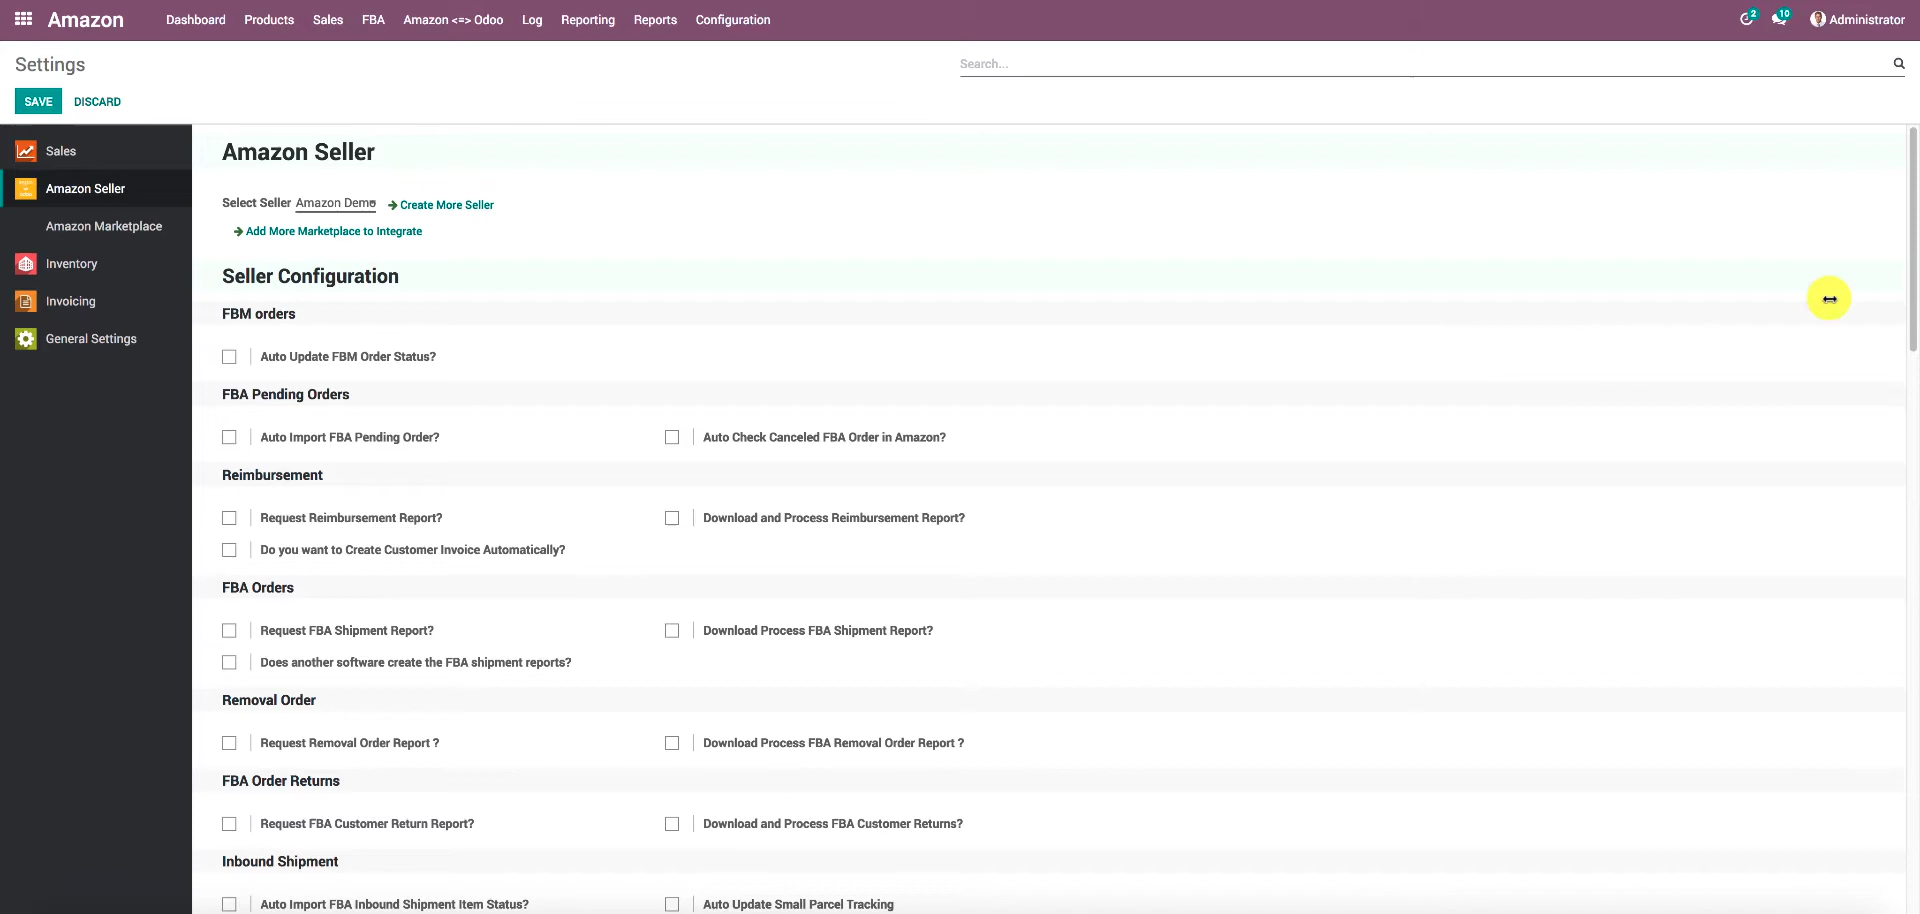 Amazon Dashboard Products Sales FBA Amazon <=> Odoo Log Reporting Reports Configuration 2 10 Administrator
Settings Search...
SAVE DISCARD
Sales
Amazon Seller
Amazon Marketplace
Inventory
Invoicing
General Settings
Amazon Seller
Select Seller Amazon Demo Create More Seller
Add More Marketplace to Integrate
Seller Configuration
FBM orders
Auto Update FBM Order Status?
FBA Pending Orders
Auto Import FBA Pending Order? Auto Check Canceled FBA Order in Amazon?
Reimbursement
Request Reimbursement Report? Download and Process Reimbursement Report?
Do you want to Create Customer Invoice Automatically?
FBA Orders
Request FBA Shipment Report? Download Process FBA Shipment Report?
Does another software create the FBA shipment reports?
Removal Order
Request Removal Order Report ? Download Process FBA Removal Order Report ?
FBA Order Returns
Request FBA Customer Return Report? Download and Process FBA Customer Returns?
Inbound Shipment
Auto Import FBA Inbound Shipment Item Status? Auto Update Small Parcel Tracking